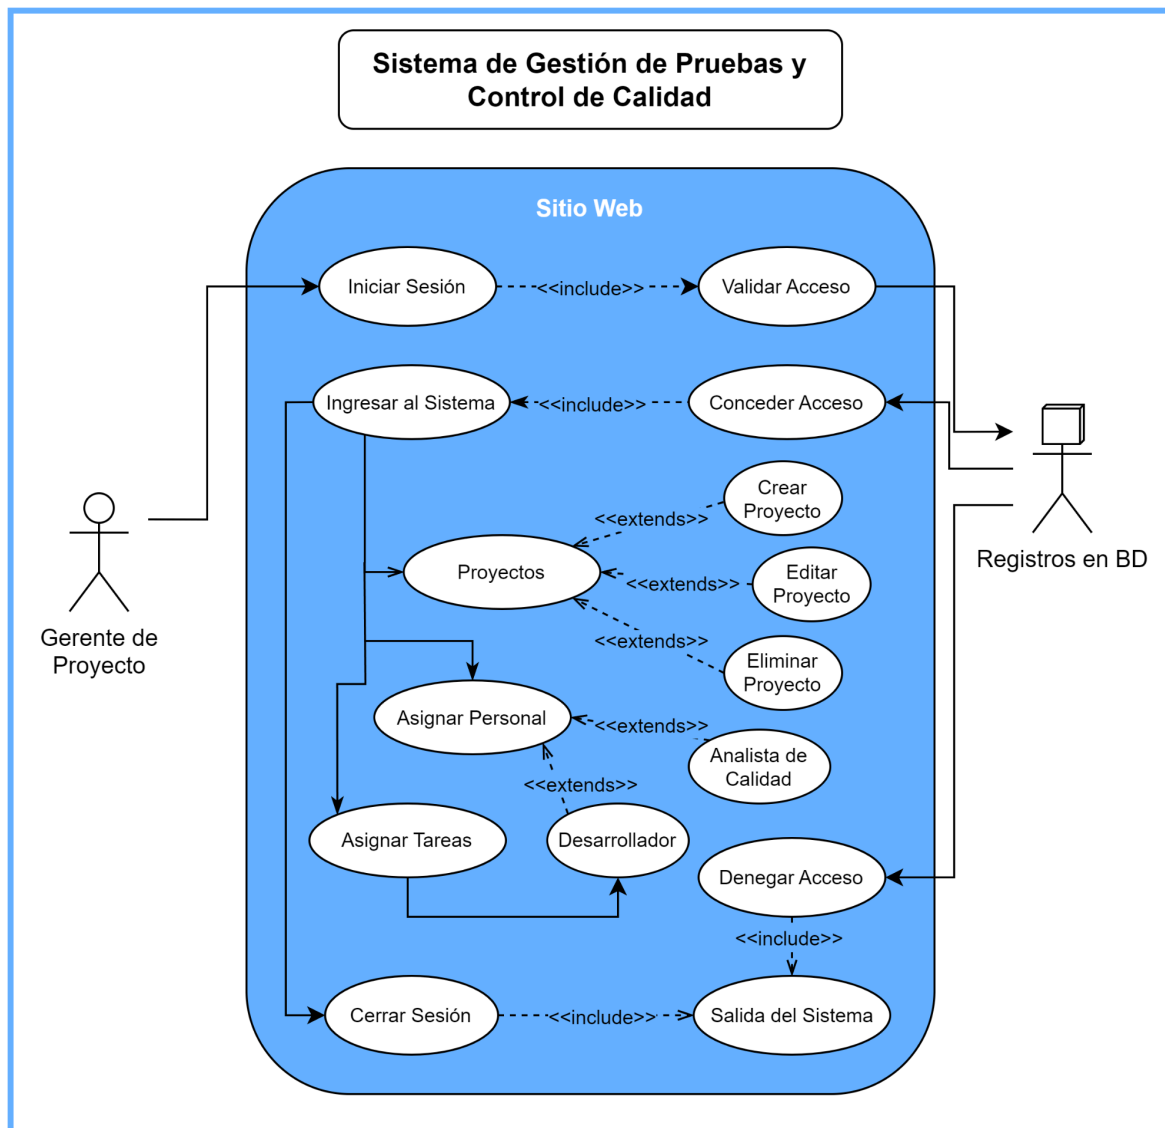 Sistema de Gestión de Pruebas y
Control de Calidad
Sitio Web
Iniciar Sesión
<<include>>
Validar Acceso
Ingresar al Sistema
<<include>>
Conceder Acceso
Crear
Proyecto
<<extends>>
Proyectos
<<extends>>
Editar
Proyecto
Registros en BD
Gerente de
Proyecto
<<extends>>
Eliminar
Proyecto
Asignar Personal
<<extends>>
Analista de
Calidad
<<extends>>
Asignar Tareas
Desarrollador
Denegar Acceso
<<include>>
Cerrar Sesión
<<include>>
Salida del Sistema